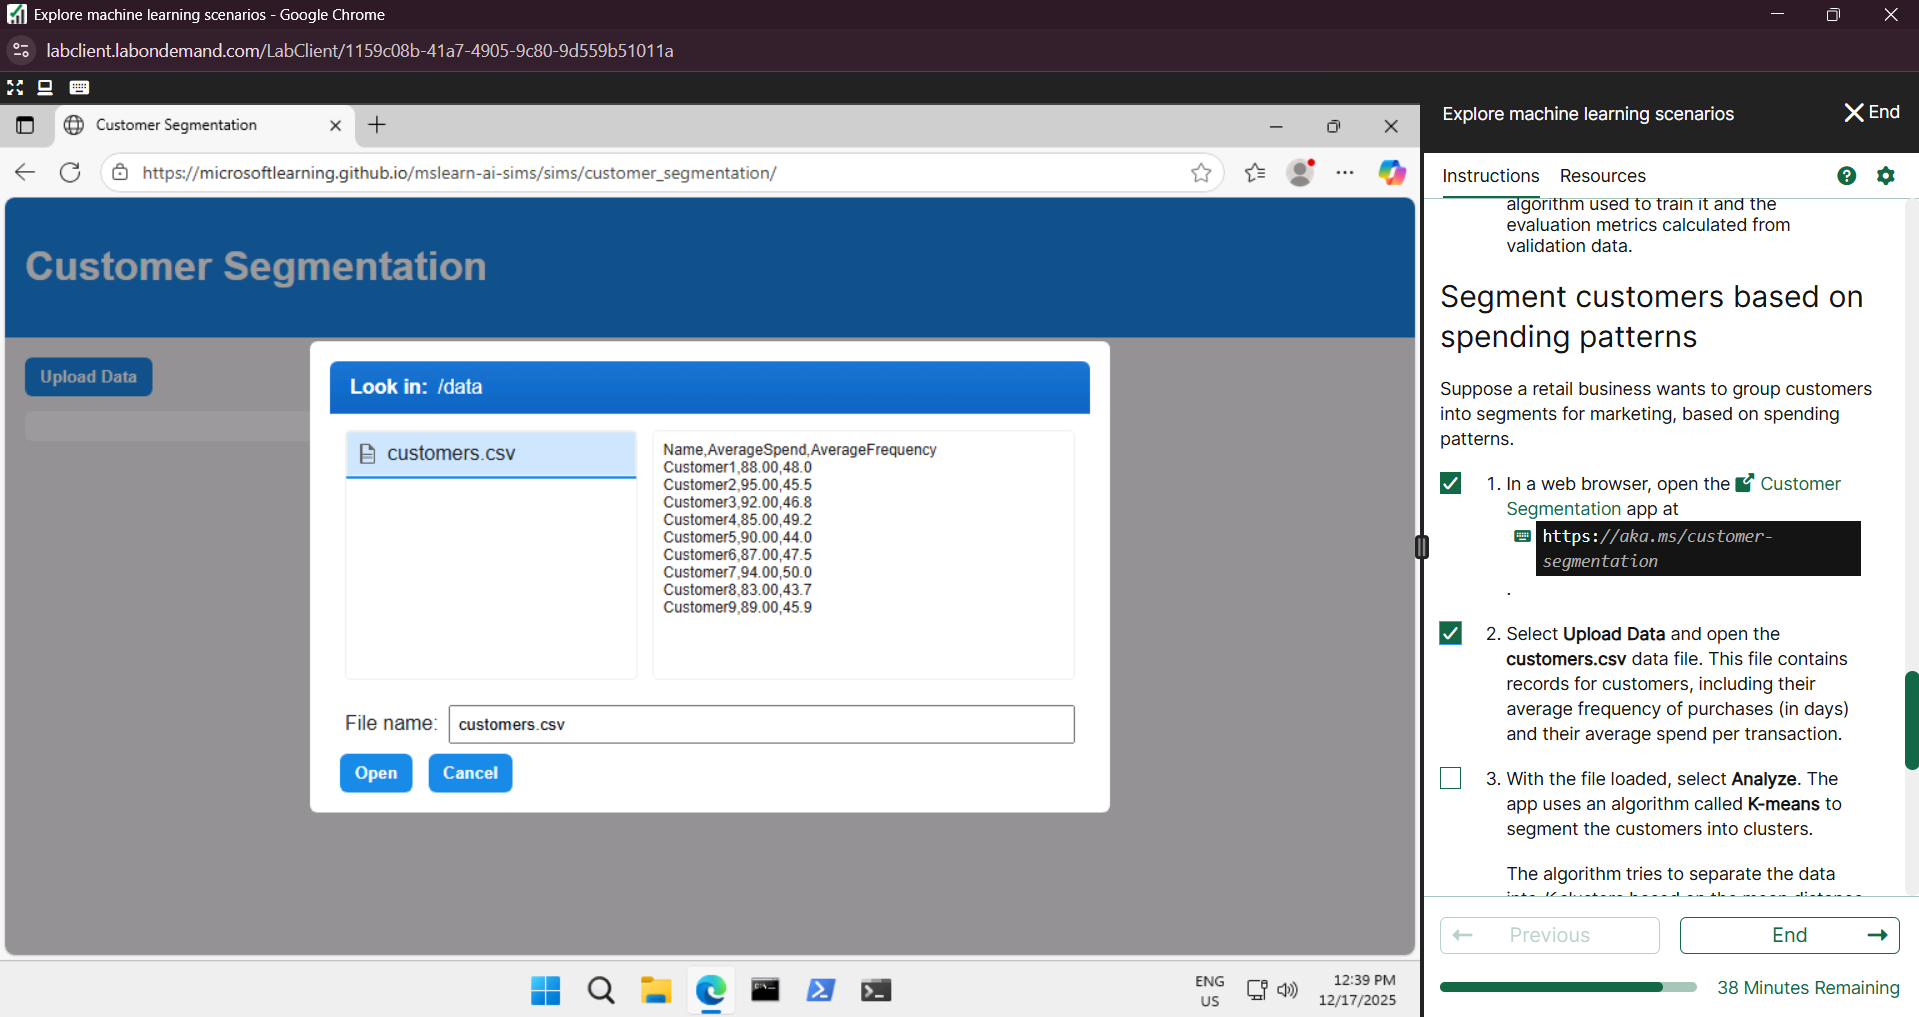 Explore machine learning scenarios - Google Chrome
labclient.labondemand.com/LabClient/1159c08b-41a7-4905-9c80-9d559b51011a
Customer Segmentation
https://microsoftlearning.github.io/mslearn-ai-sims/sims/customer_segmentation/
Customer Segmentation
Upload Data
Look in: /data
customers.csv
Name,AverageSpend,AverageFrequency
Customer1,88.00,48.0
Customer2,95.00,45.5
Customer3,92.00,46.8
Customer4,85.00,49.2
Customer5,90.00,44.0
Customer6,87.00,47.5
Customer7,94.00,50.0
Customer8,83.00,43.7
Customer9,89.00,45.9
File name: customers.csv
Open
Cancel
ENG
US
12:39 PM
12/17/2025
Explore machine learning scenarios
End
Instructions
Resources
algorithm used to train it and the
evaluation metrics calculated from
validation data.
Segment customers based on
spending patterns
Suppose a retail business wants to group customers
into segments for marketing, based on spending
patterns.
1. In a web browser, open the Customer
Segmentation app at
https://aka.ms/customer-
segmentation
.
2. Select Upload Data and open the
customers.csv data file. This file contains
records for customers, including their
average frequency of purchases (in days)
and their average spend per transaction.
3. With the file loaded, select Analyze. The
app uses an algorithm called K-means to
segment the customers into clusters.
The algorithm tries to separate the data
Previous
End
38 Minutes Remaining